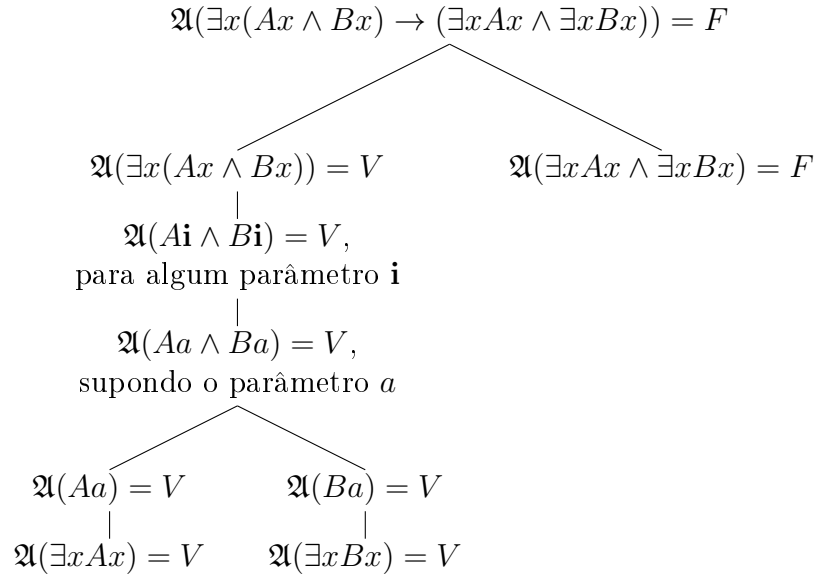 𝔄(∃x(Ax ∧ Bx) → (∃xAx ∧ ∃xBx)) = F
𝔄(∃x(Ax ∧ Bx)) = V
𝔄(∃xAx ∧ ∃xBx) = F
𝔄(A𝐢 ∧ B𝐢) = V,
para algum parâmetro 𝐢
𝔄(Aa ∧ Ba) = V,
supondo o parâmetro a
𝔄(Aa) = V
𝔄(Ba) = V
𝔄(∃xAx) = V
𝔄(∃xBx) = V